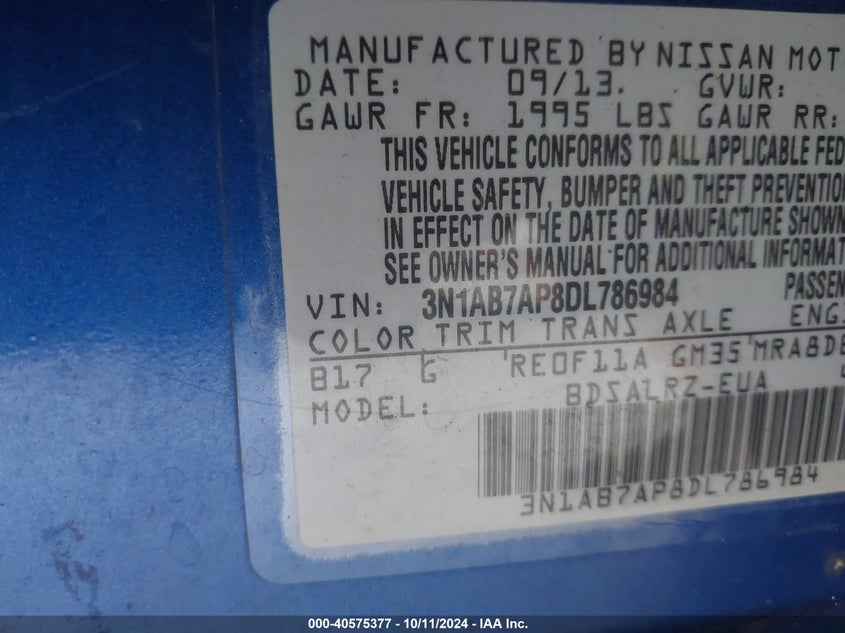 MANUFACTURED BY NISSAN MOT
DATE: 09/13. GVWR:
GAWR FR: 1995 LBS GAWR RR:
THIS VEHICLE CONFORMS TO ALL APPLICABLE FED
VEHICLE SAFETY, BUMPER AND THEFT PREVENTION
IN EFFECT ON THE DATE OF MANUFACTURE SHOWN
SEE OWNER'S MANUAL FOR ADDITIONAL INFORMAT
VIN: 3N1AB7AP8DL786984 PASSEN
COLOR TRIM TRANS AXLE ENGI
B17 G RE0F11A GM35 MRA8DE
MODEL: BDSALRZ-EUA
3N1AB7AP8DL786984
000-40575377 - 10/11/2024 - IAA Inc.